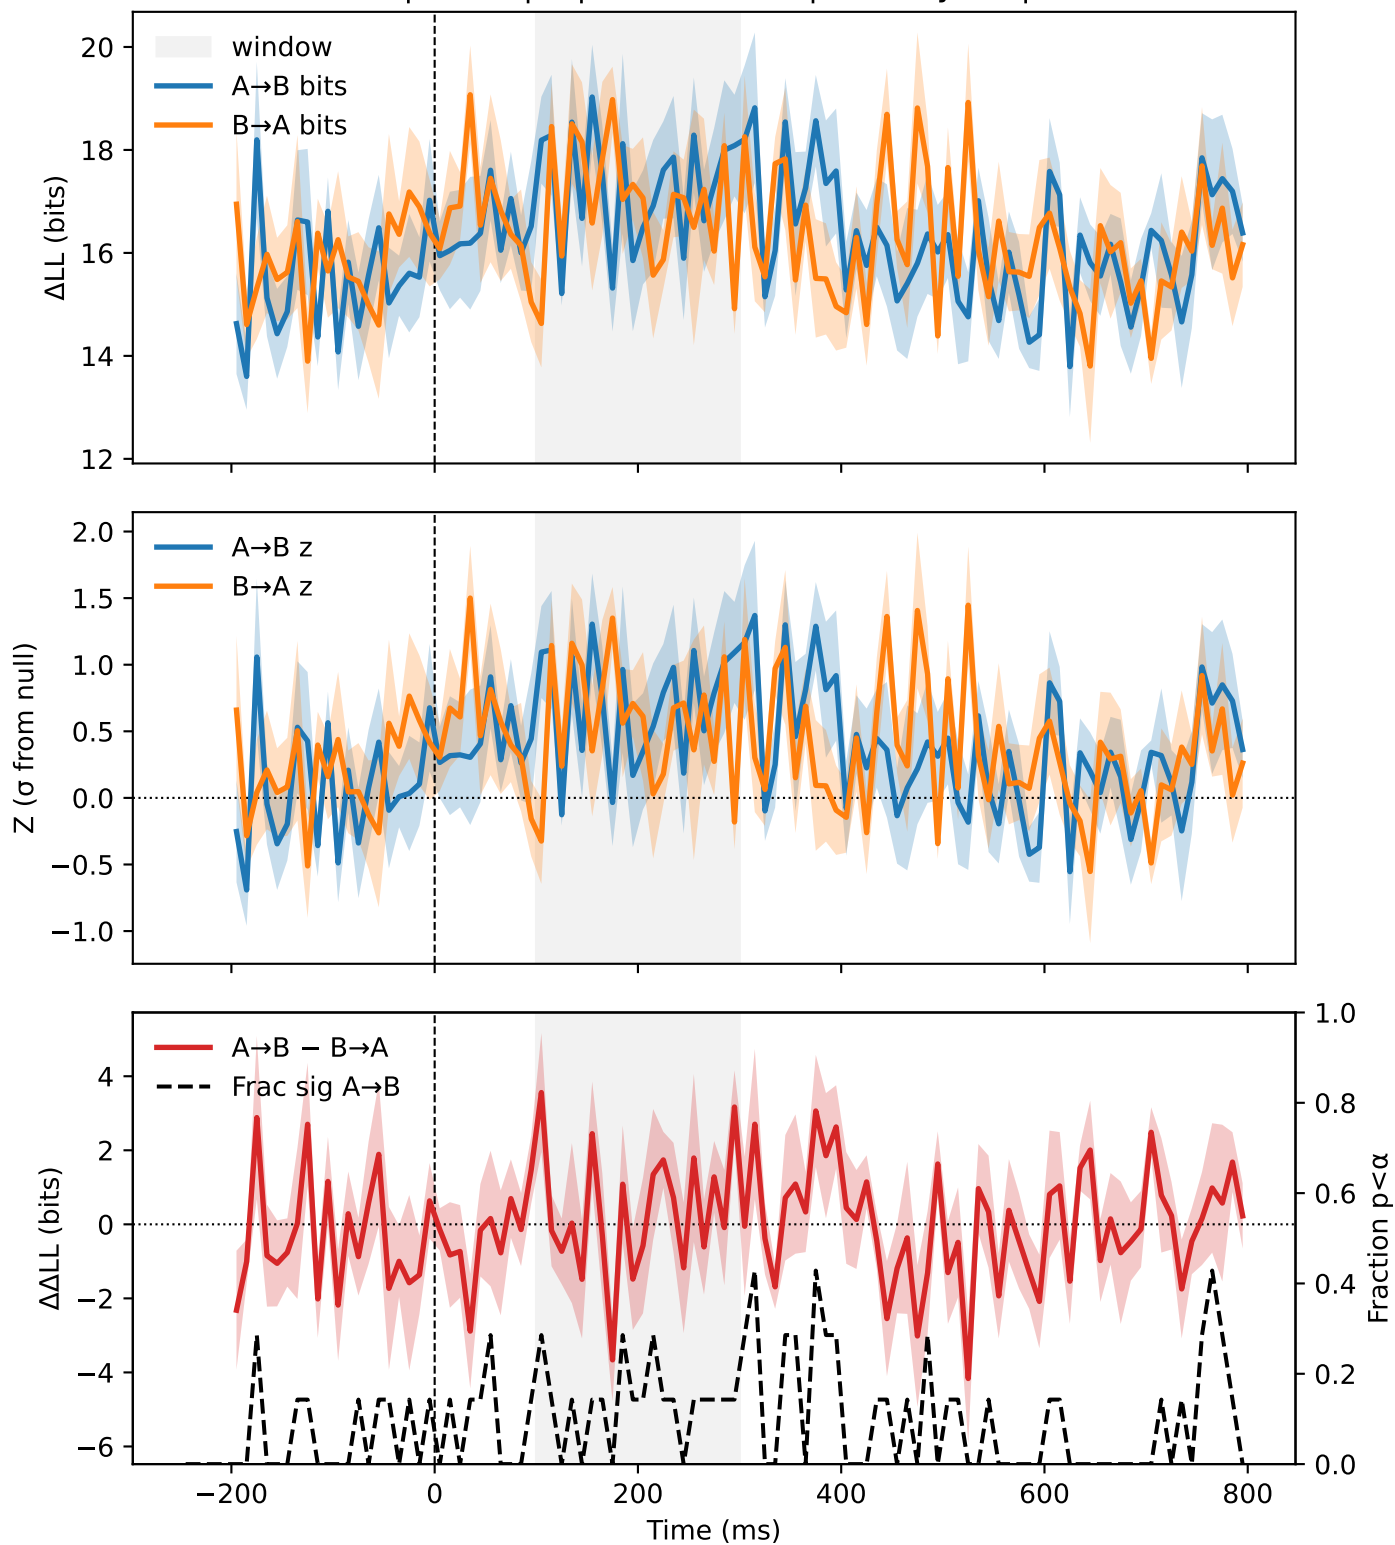 20
18
16
14
12
ΔLL (bits)
window
A→B bits
B→A bits
2.0
1.5
1.0
0.5
0.0
−0.5
−1.0
Z (σ from null)
A→B z
B→A z
4
2
0
−2
−4
−6
ΔΔLL (bits)
A→B − B→A
Frac sig A→B
1.0
0.8
0.6
0.4
0.2
0.0
Fraction p<α
−200
0
200
400
600
800
Time (ms)